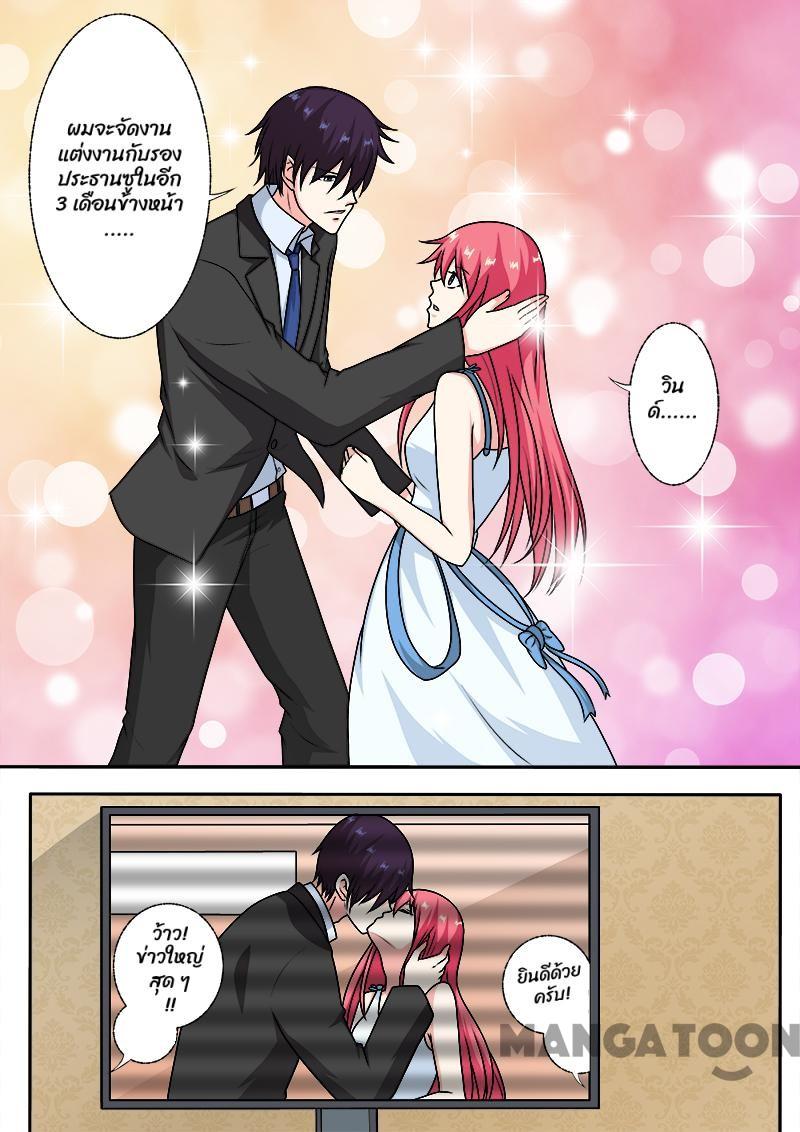 ผมจะจัดงาน
แต่งงานกับรอง
ประธานซูในอีก
3 เดือนข้างหน้า
.....
วิน
ด์......
ว้าว!
ข่าวใหญ่
สุด ๆ
!!
ยินดีด้วย
ครับ!
MANGATOON